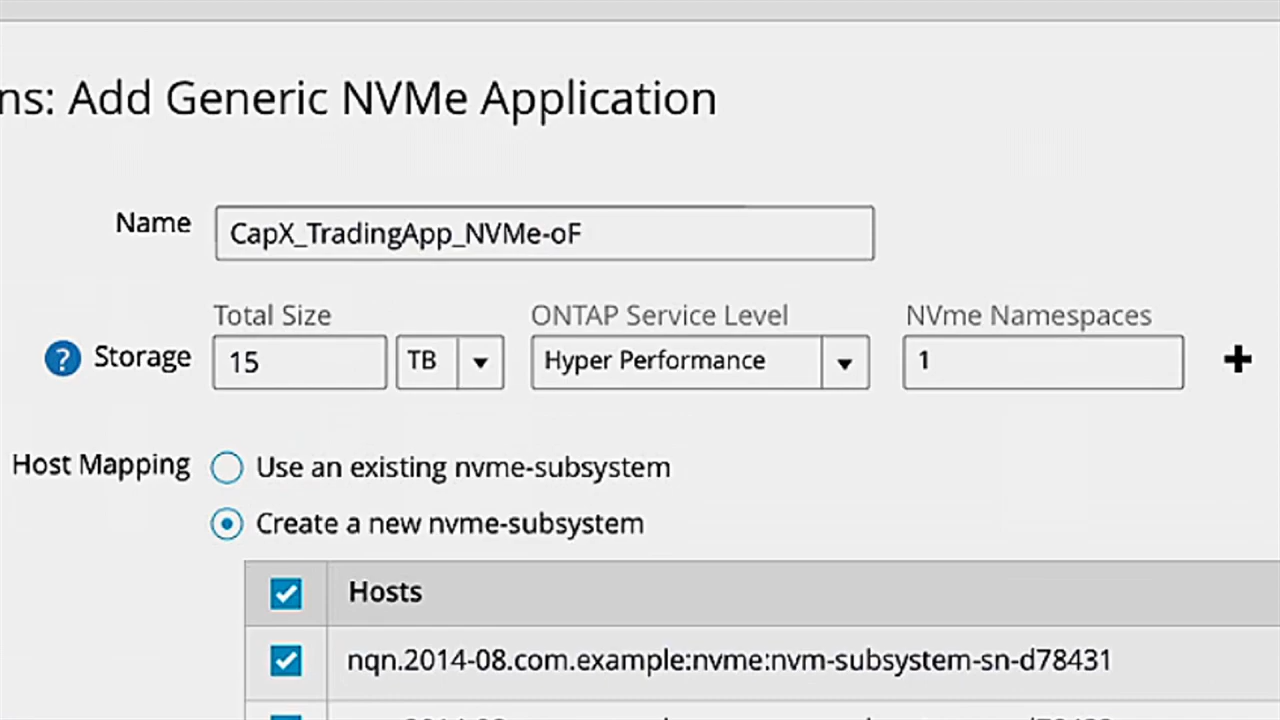 ns: Add Generic NVMe Application
Name
CapX_TradingApp_NVMe-oF
Total Size
ONTAP Service Level
NVme Namespaces
? Storage
15
TB
Hyper Performance
1
Host Mapping
Use an existing nvme-subsystem
Create a new nvme-subsystem
Hosts
nqn.2014-08.com.example:nvme:nvm-subsystem-sn-d78431